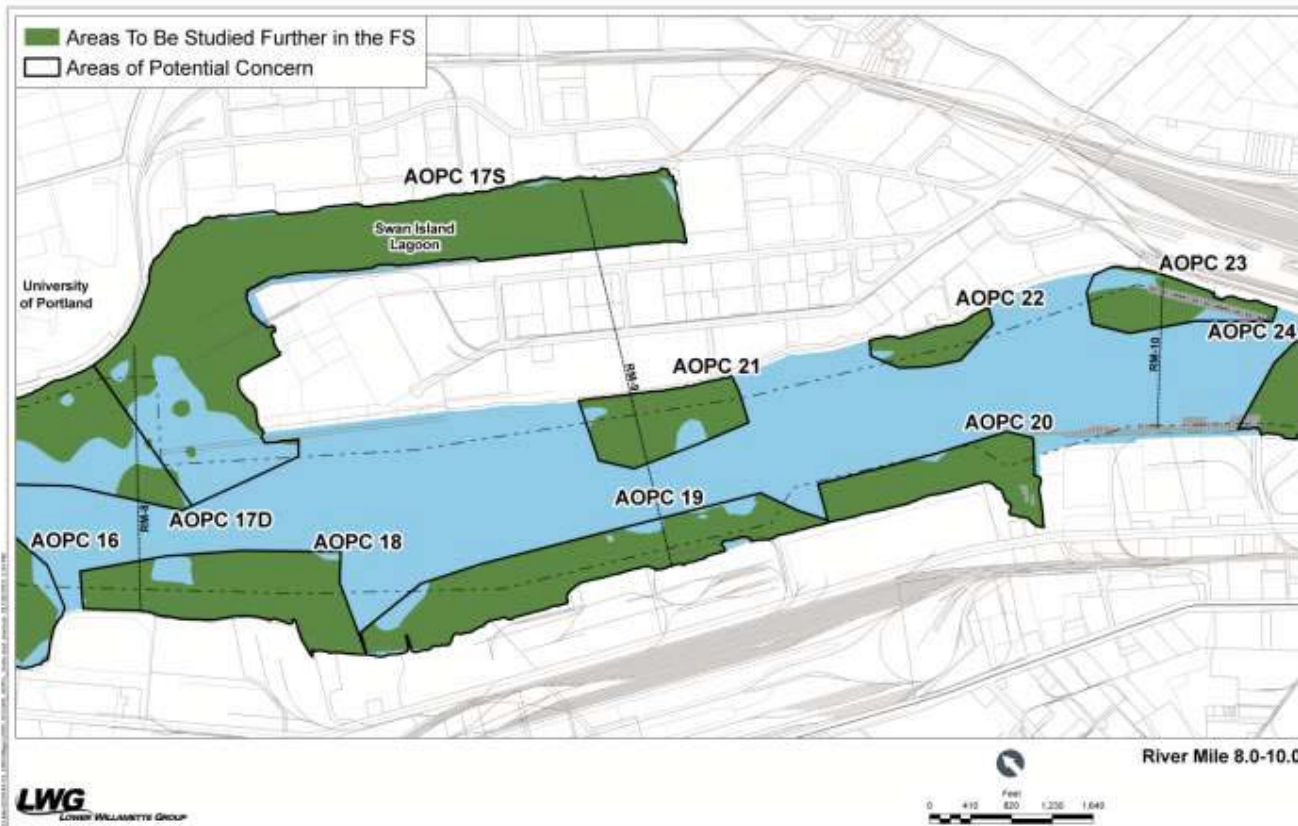 Areas To Be Studied Further in the FS
Areas of Potential Concern
AOPC 17S
Swan Island
Lagoon
University
of Portland
AOPC 23
AOPC 22
AOPC 24
RM-10
RM-9
AOPC 21
AOPC 20
AOPC 19
RM-8
AOPC 17D
AOPC 16
AOPC 18
River Mile 8.0-10.0
Feet
0 410 820 1,230 1,640
LWG
LOWER WILLAMETTE GROUP